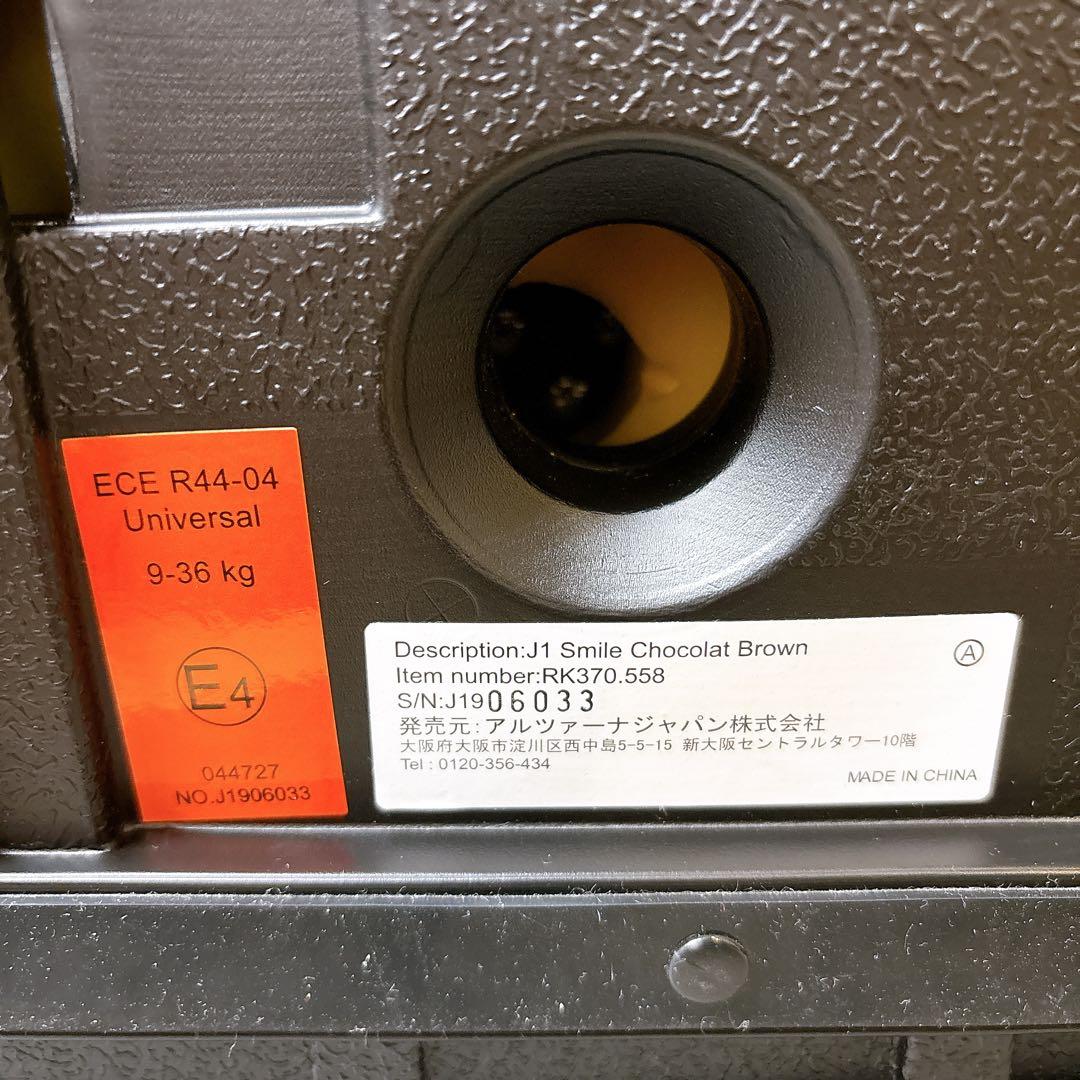 ECE R44-04
Universal
9-36 kg
E4
044727
NO.J1906033
Description:J1 Smile Chocolat Brown
Ⓐ
Item number:RK370.558
S/N:J1906033
発売元:アルツァーナジャパン株式会社
大阪府大阪市淀川区西中島5-5-15 新大阪セントラルタワー10階
Tel : 0120-356-434
MADE IN CHINA